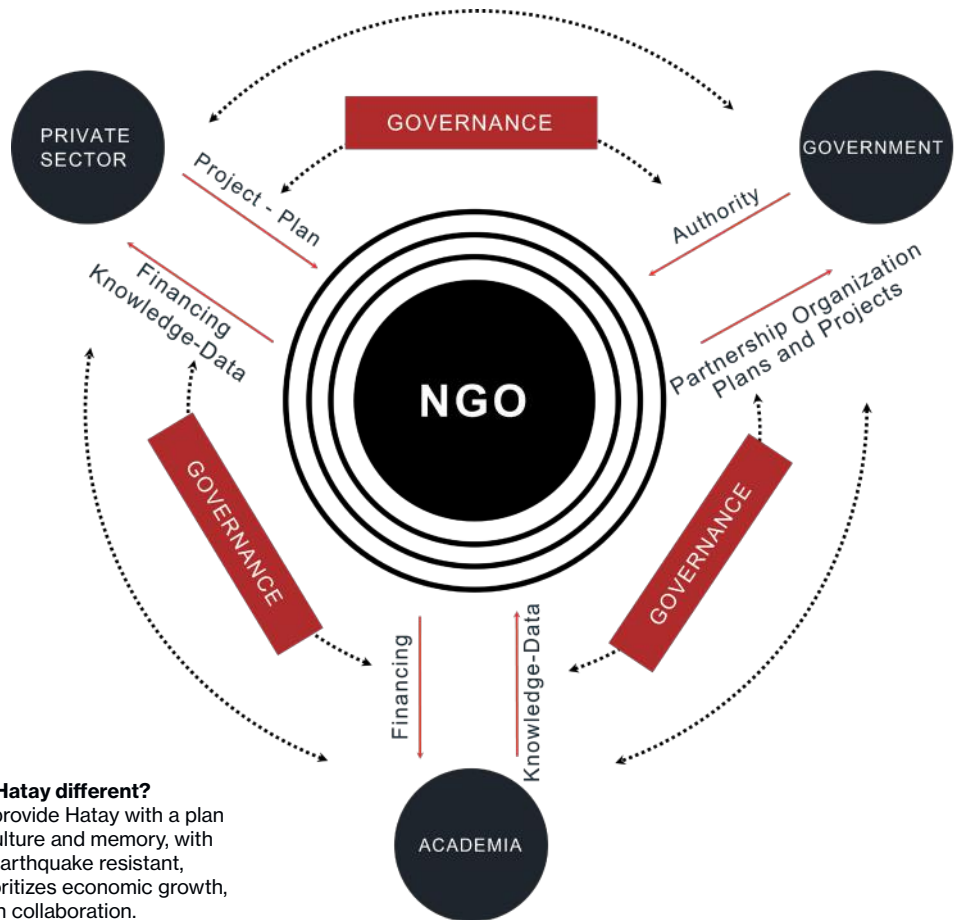 PRIVATE
SECTOR
GOVERNANCE
GOVERNMENT
Project - Plan
Authority
Financing
Knowledge-Data
Partnership Organization
Plans and Projects
NGO
GOVERNANCE
GOVERNANCE
Financing
Knowledge-Data
ACADEMIA
Hatay different?
provide Hatay with a plan
ulture and memory, with
arthquake resistant,
oritizes economic growth,
n collaboration.